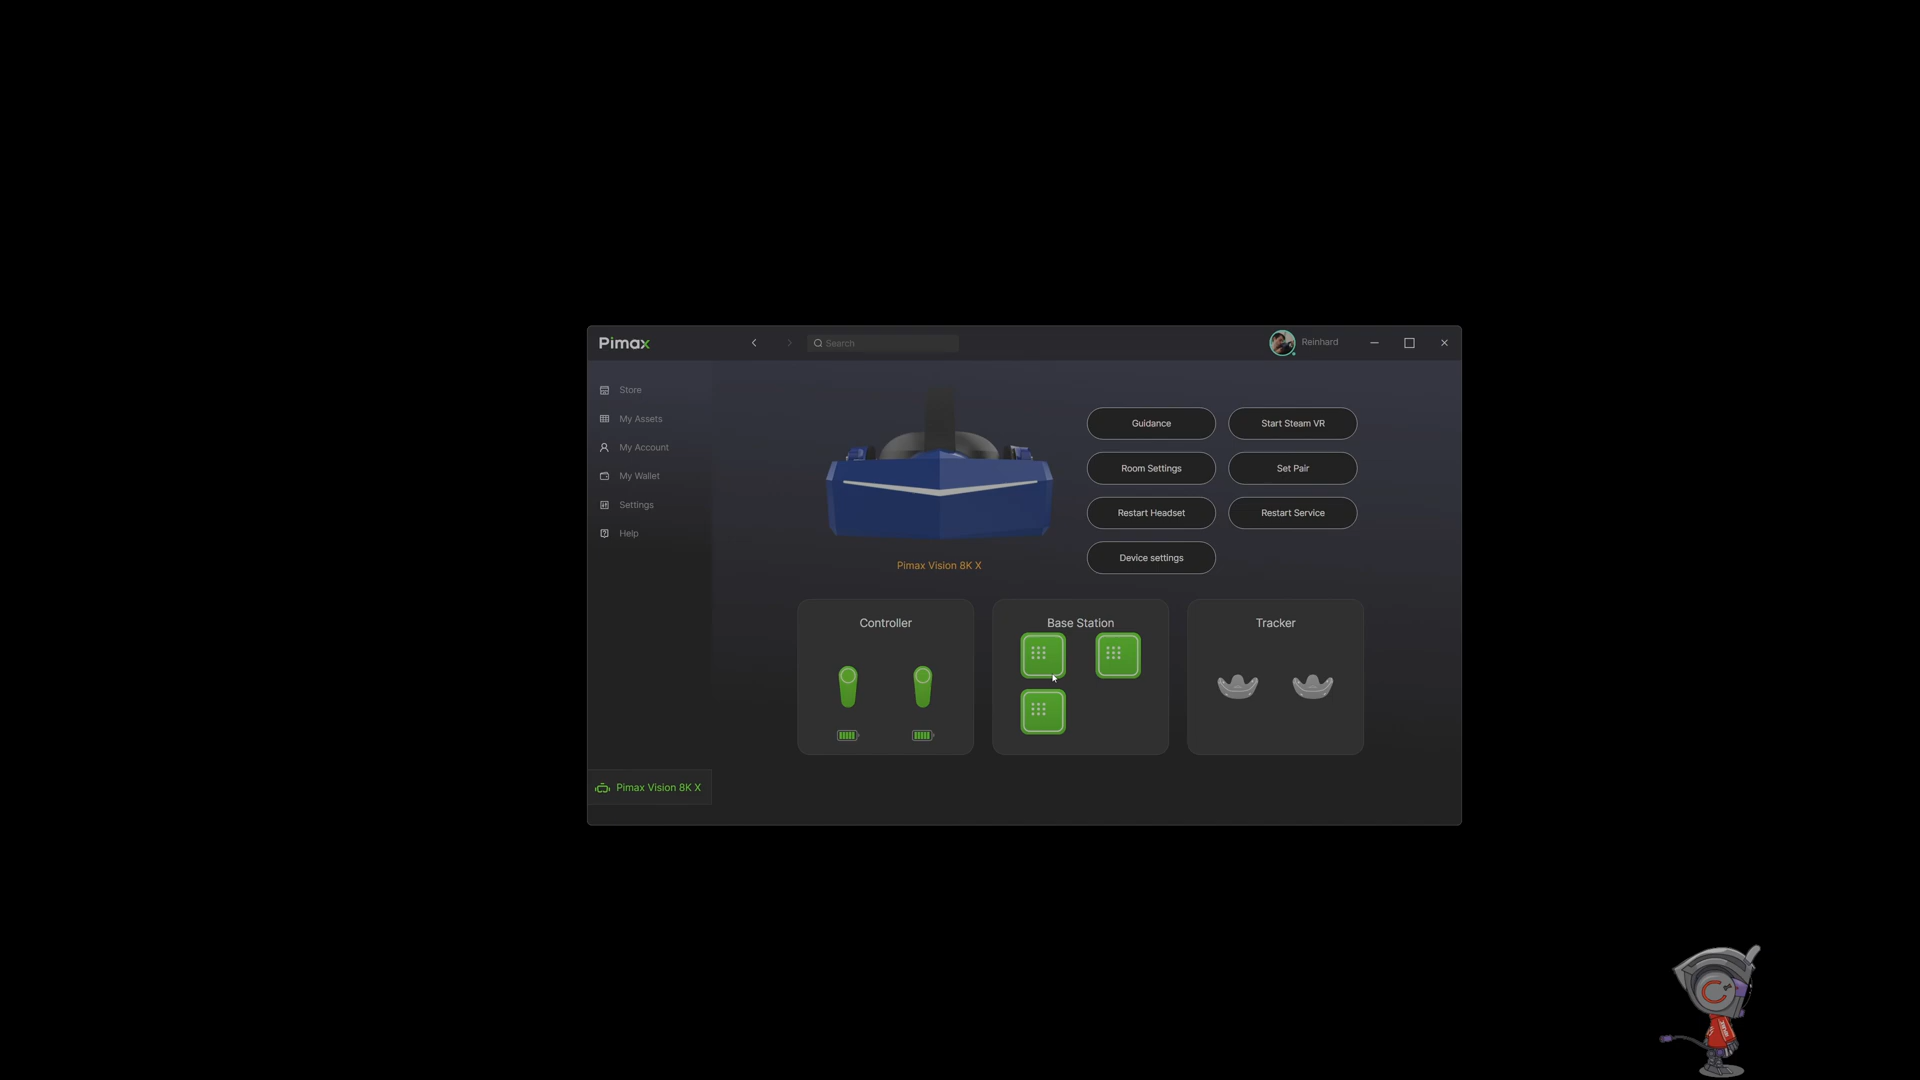 Pimax
Search
Reinhard
Store
My Assets
My Account
My Wallet
Settings
Help
Guidance
Start Steam VR
Room Settings
Set Pair
Restart Headset
Restart Service
Device settings
Pimax Vision 8K X
Controller
Base Station
Tracker
Pimax Vision 8K X